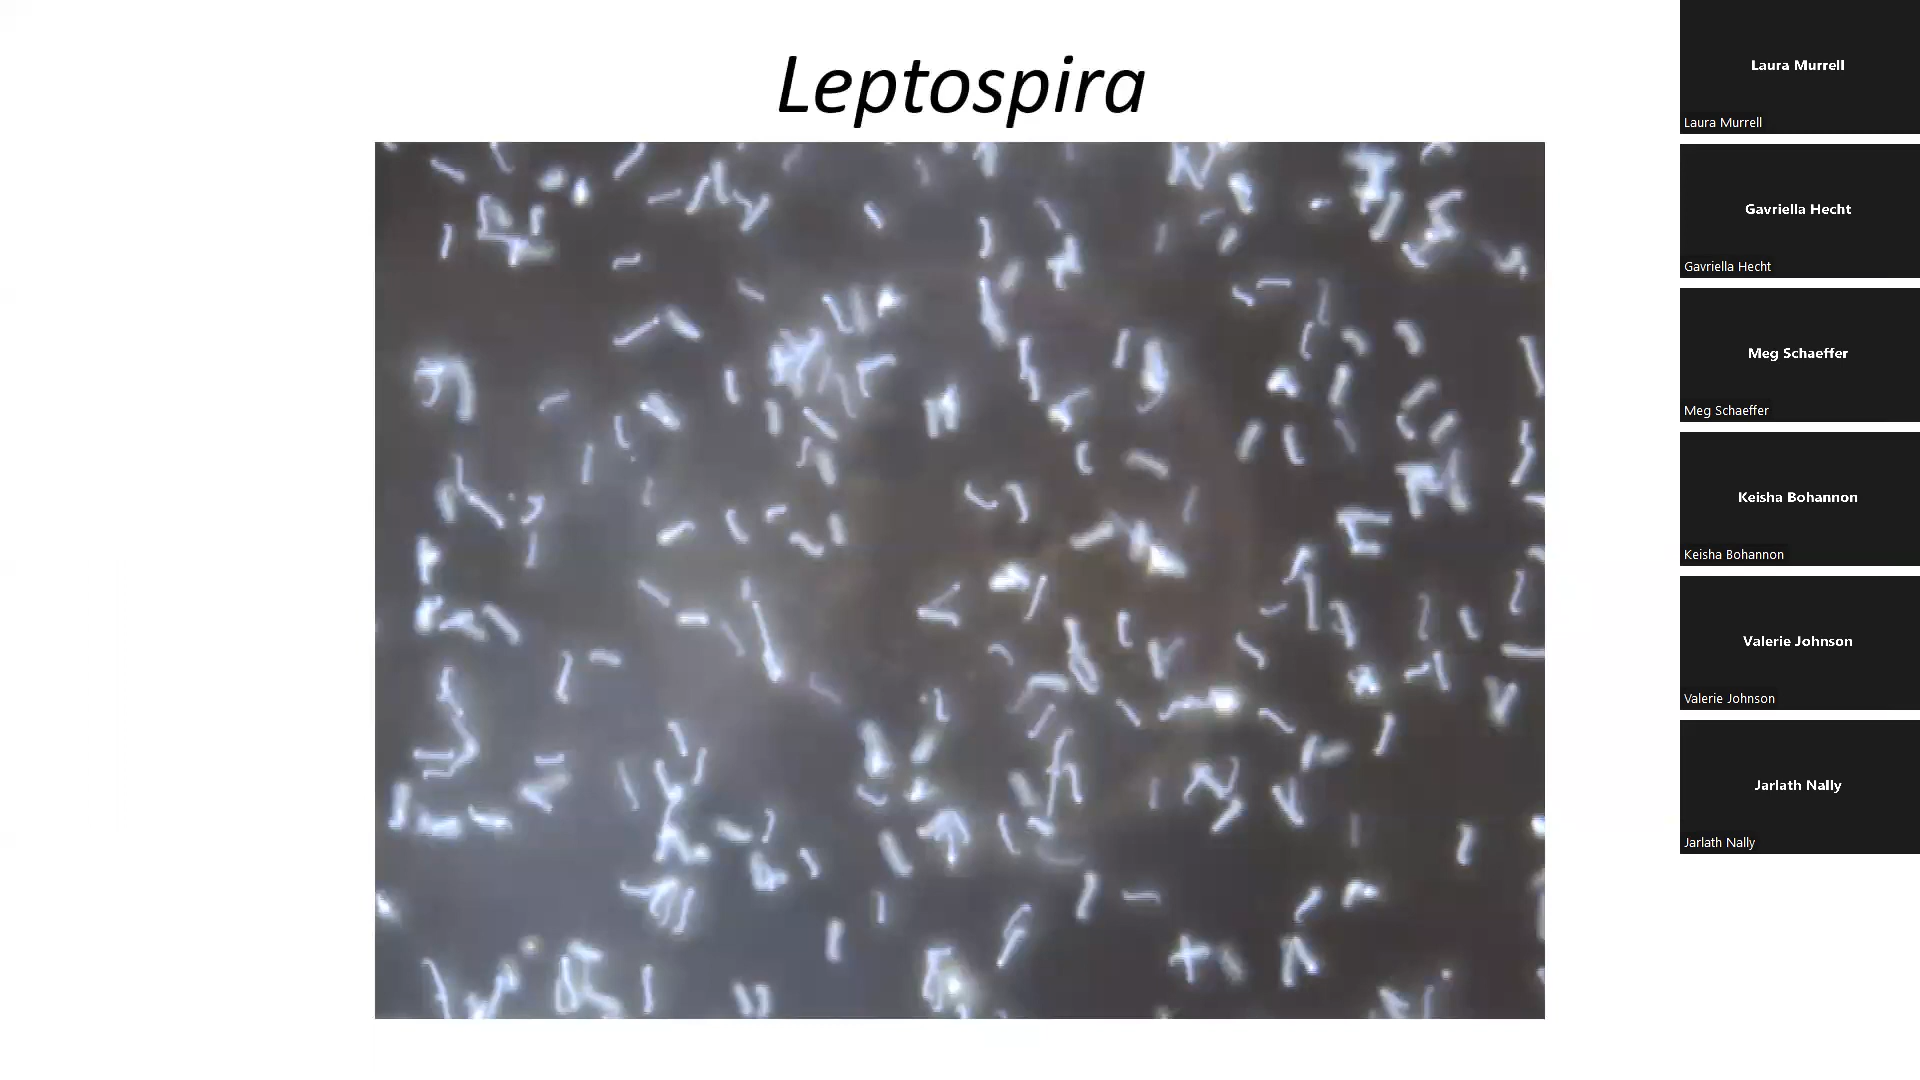 Leptospira
Laura Murrell
Laura Murrell
Gavriella Hecht
Gavriella Hecht
Meg Schaeffer
Meg Schaeffer
Keisha Bohannon
Keisha Bohannon
Valerie Johnson
Valerie Johnson
Jarlath Nally
Jarlath Nally